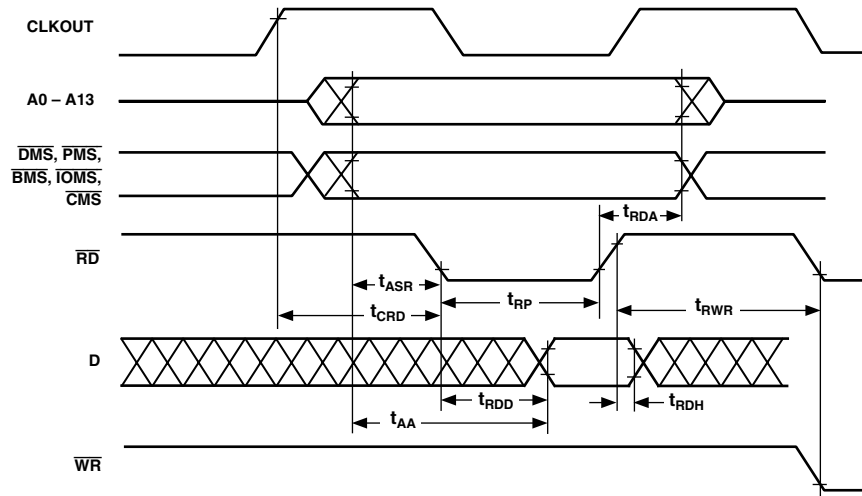 CLKOUT
A0 – A13
DMS, PMS,
BMS, IOMS,
CMS
tRDA
RD
tASR
tRP
tCRD
tRWR
D
tRDD
tRDH
tAA
WR